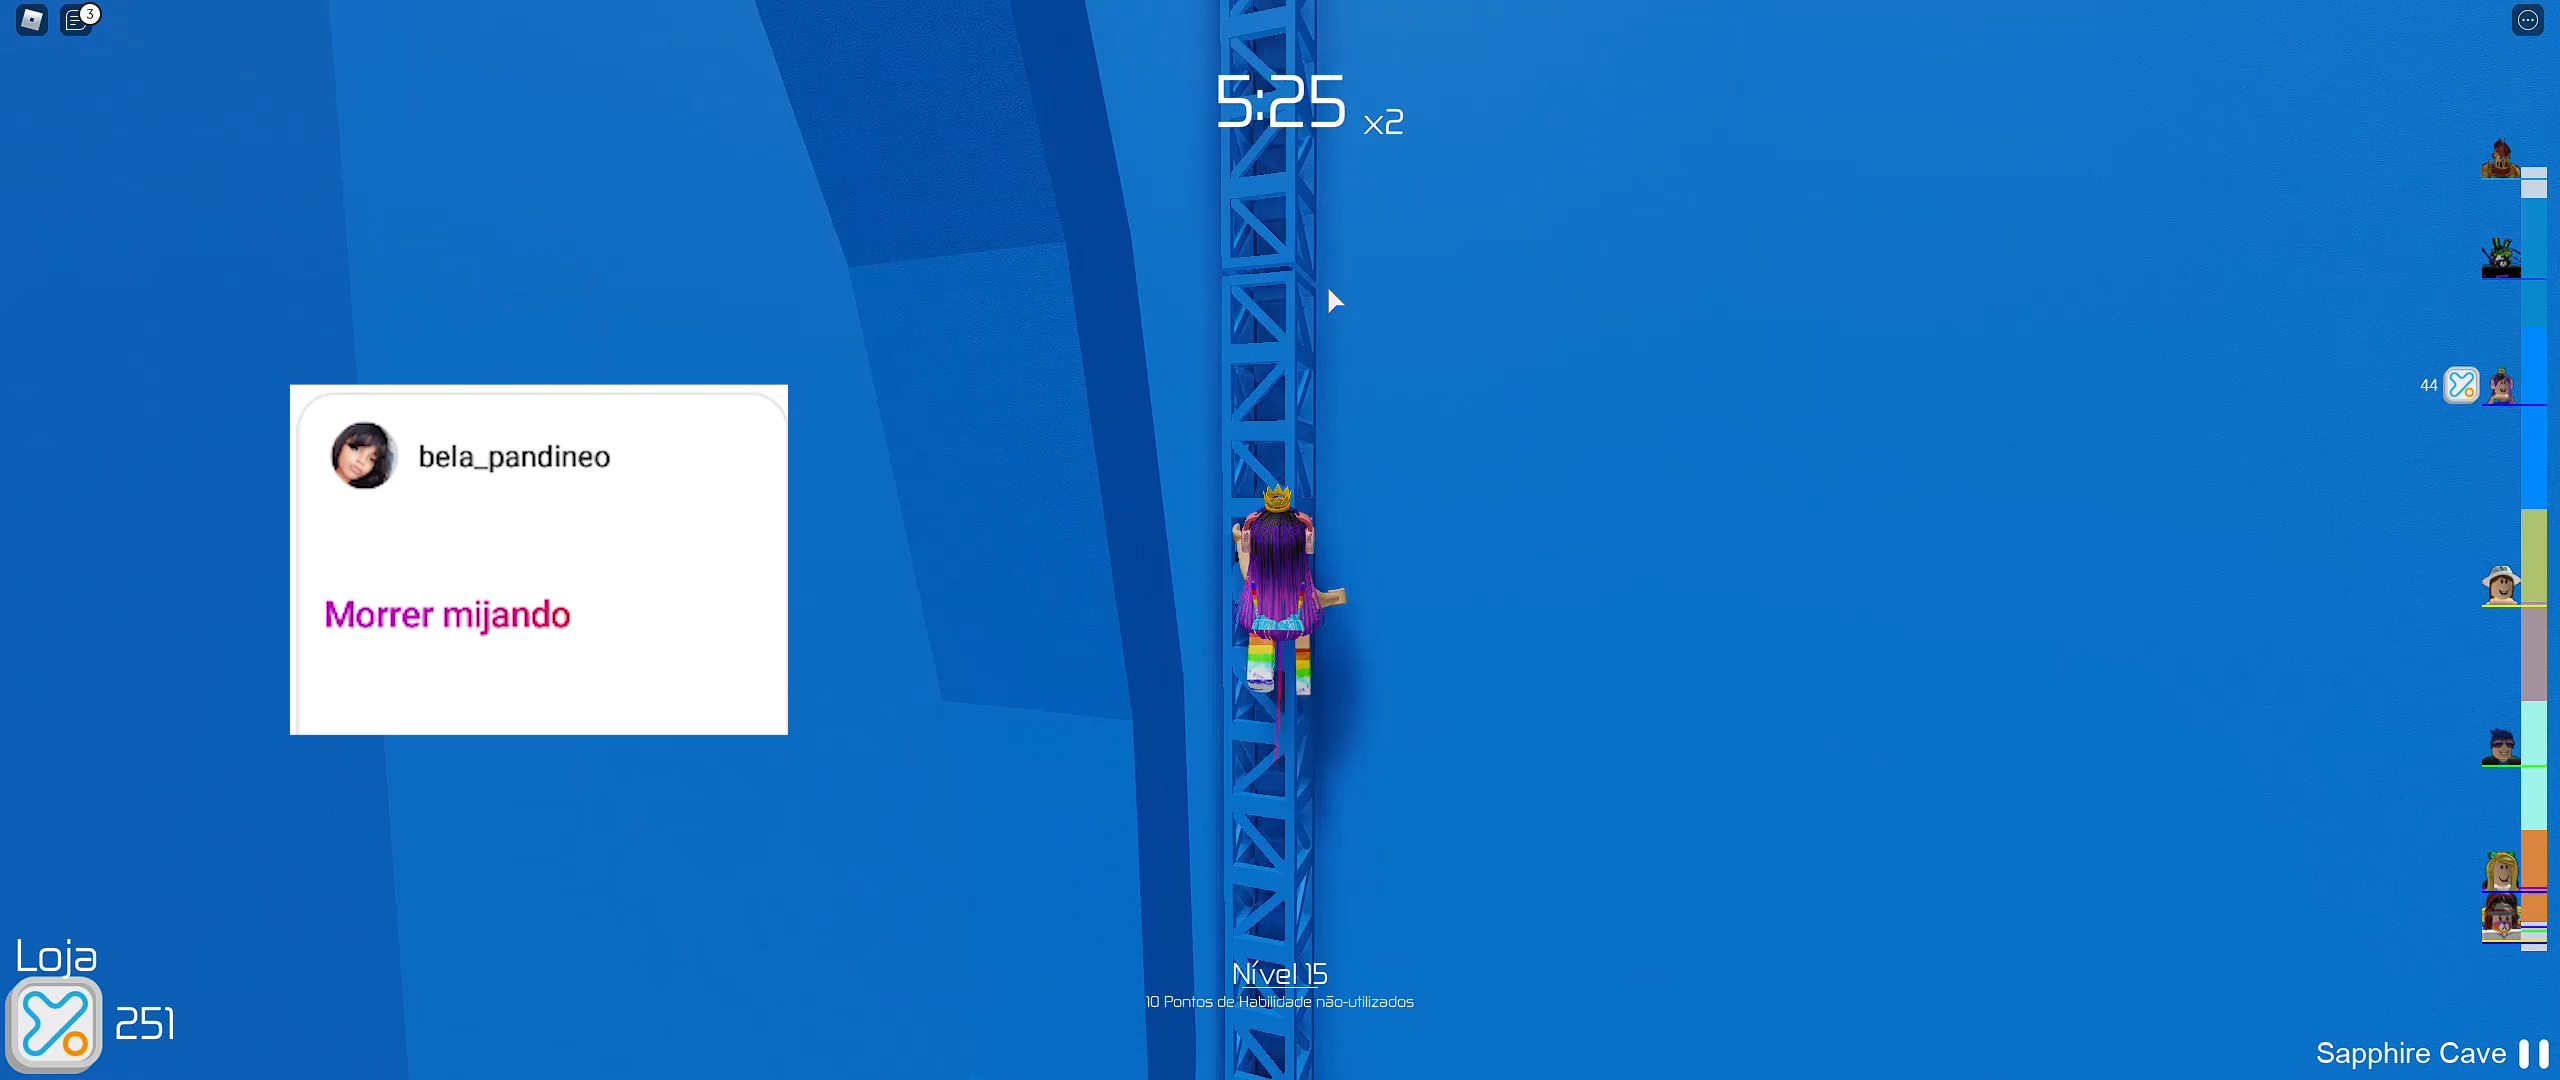 3
5:25 x2
44
bela_pandineo
Morrer mijando
Loja
251
Nível 15
10 Pontos de Habilidade não-utilizados
Sapphire Cave